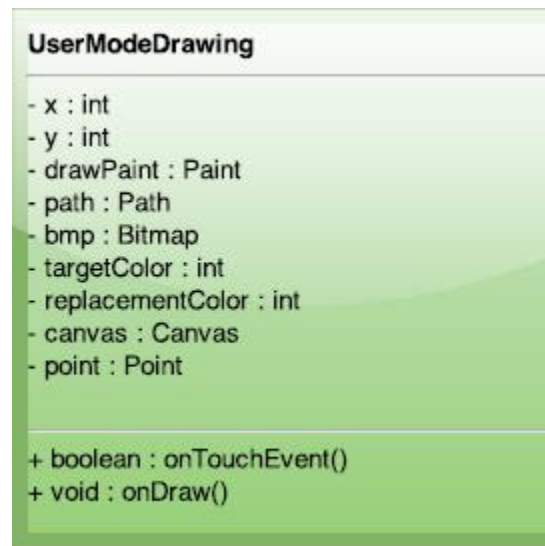 UserModeDrawing
- x : int
- y : int
- drawPaint : Paint
- path : Path
- bmp : Bitmap
- targetColor : int
- replacementColor : int
- canvas : Canvas
- point : Point
+ boolean : onTouchEvent()
+ void : onDraw()